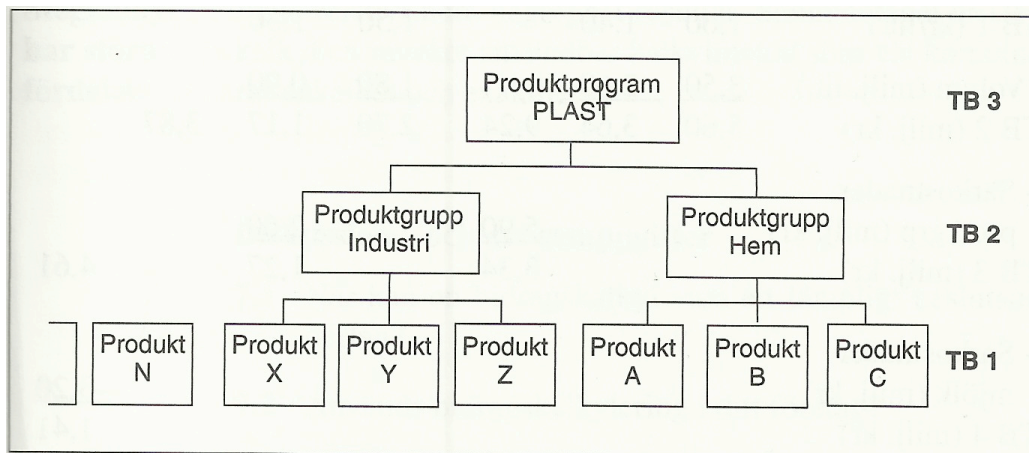 Produktprogram
PLAST
TB 3
Produktgrupp
Industri
Produktgrupp
Hem
TB 2
Produkt
N
Produkt
X
Produkt
Y
Produkt
Z
Produkt
A
Produkt
B
Produkt
C
TB 1